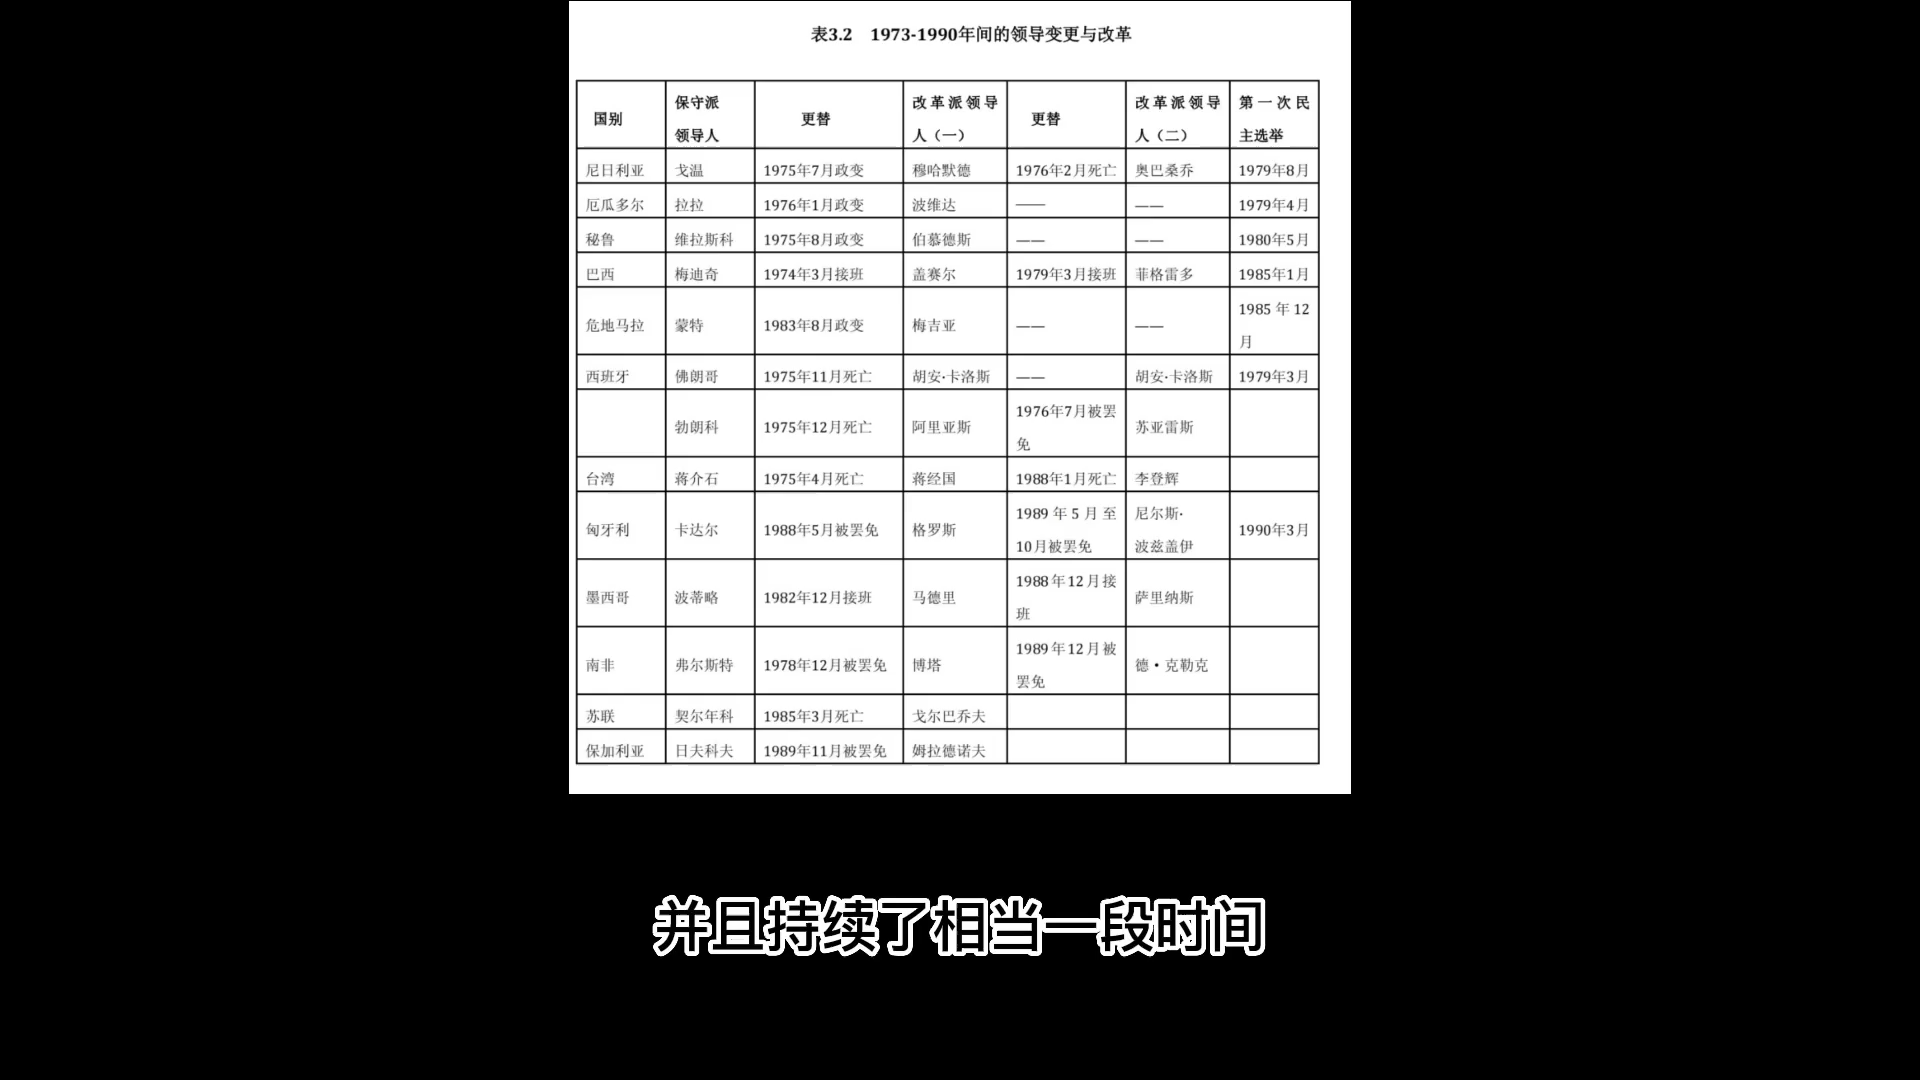 表3.2 1973-1990年间的领导变更与改革
国别 保守派领导人 更替 改革派领导人（一） 更替 改革派领导人（二） 第一次民主选举
尼日利亚 戈温 1975年7月政变 穆哈默德 1976年2月死亡 奥巴桑乔 1979年8月
厄瓜多尔 拉拉 1976年1月政变 波维达 —— —— 1979年4月
秘鲁 维拉斯科 1975年8月政变 伯慕德斯 —— —— 1980年5月
巴西 梅迪奇 1974年3月接班 盖赛尔 1979年3月接班 菲格雷多 1985年1月
危地马拉 蒙特 1983年8月政变 梅吉亚 —— —— 1985年12月
西班牙 佛朗哥 1975年11月死亡 胡安·卡洛斯 —— 胡安·卡洛斯 1979年3月
勃朗科 1975年12月死亡 阿里亚斯 1976年7月被罢免 苏亚雷斯
台湾 蒋介石 1975年4月死亡 蒋经国 1988年1月死亡 李登辉
匈牙利 卡达尔 1988年5月被罢免 格罗斯 1989年5月至10月被罢免 尼尔斯·波兹盖伊 1990年3月
墨西哥 波蒂略 1982年12月接班 马德里 1988年12月接班 萨里纳斯
南非 弗尔斯特 1978年12月被罢免 博塔 1989年12月被罢免 德·克勒克
苏联 契尔年科 1985年3月死亡 戈尔巴乔夫
保加利亚 日夫科夫 1989年11月被罢免 姆拉德诺夫
并且持续了相当一段时间